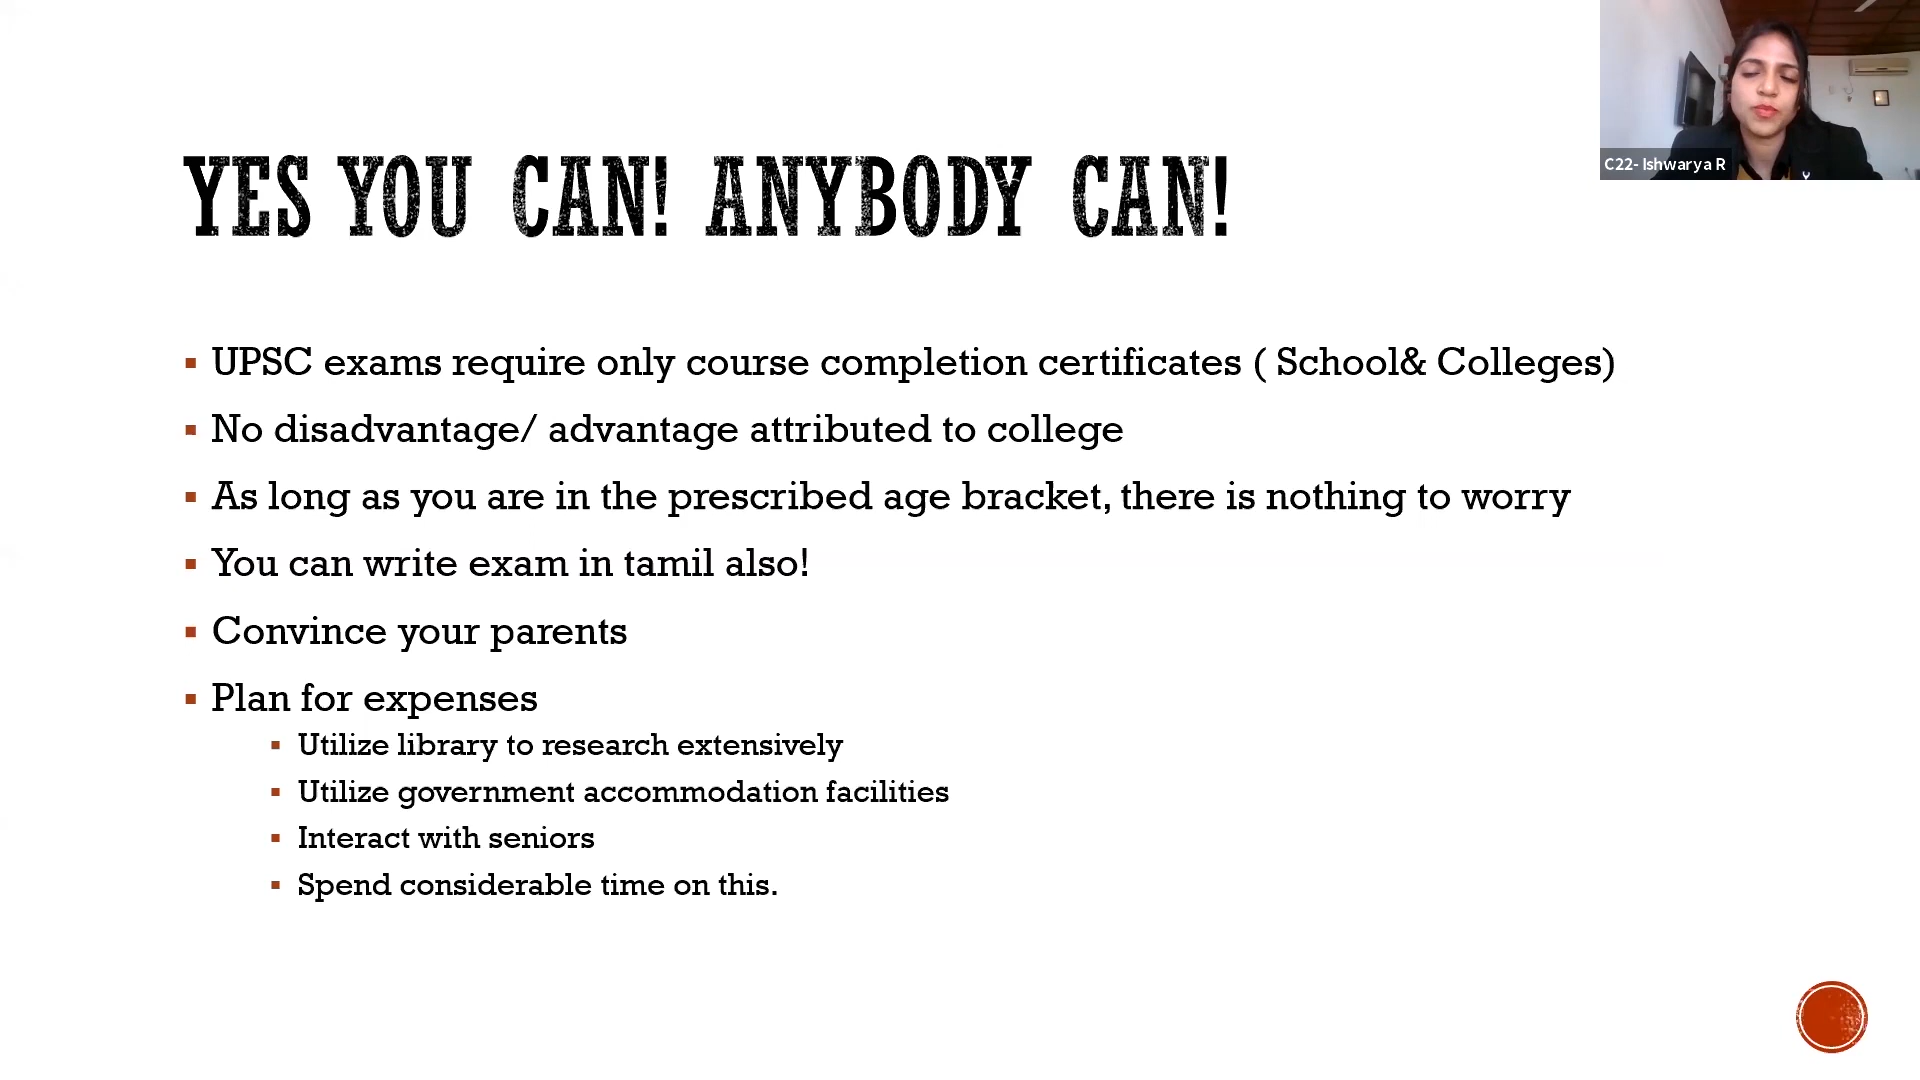 C22- Ishwarya R
YES YOU CAN! ANYBODY CAN!
▪ UPSC exams require only course completion certificates ( School& Colleges)
▪ No disadvantage/ advantage attributed to college
▪ As long as you are in the prescribed age bracket, there is nothing to worry
▪ You can write exam in tamil also!
▪ Convince your parents
▪ Plan for expenses
▪ Utilize library to research extensively
▪ Utilize government accommodation facilities
▪ Interact with seniors
▪ Spend considerable time on this.